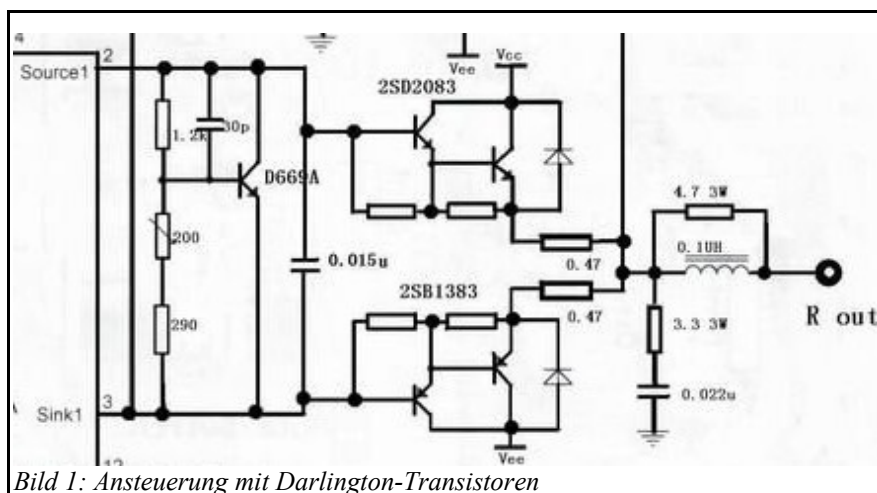 4
2
Source1
Vee
Vcc
2SD2083
1.2k
30p
D669A
4.7 3W
200
0.1UH
0.015u
0.47
2SB1383
0.47
R out
290
3.3 3W
0.022u
3
Sink1
Vee
Bild 1: Ansteuerung mit Darlington-Transistoren